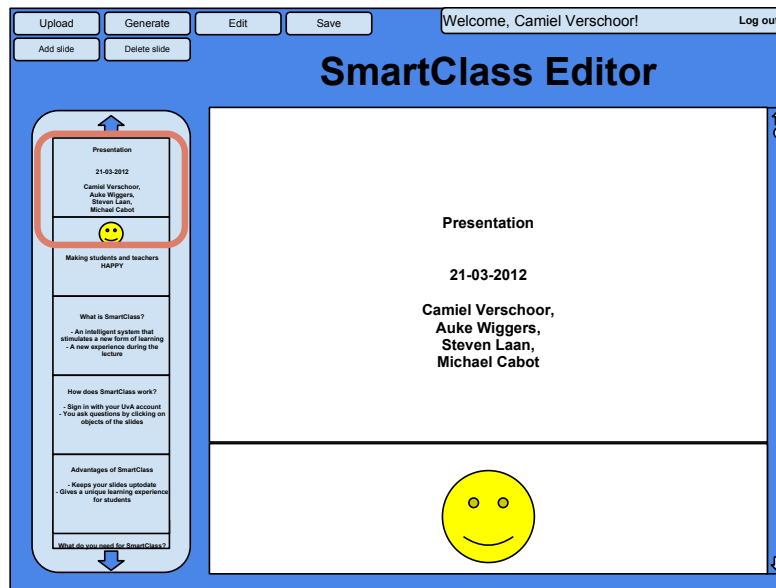 Upload
Generate
Edit
Save
Welcome, Camiel Verschoor!
Log out
Add slide
Delete slide
SmartClass Editor
Presentation
21-03-2012
Camiel Verschoor,
Auke Wiggers,
Steven Laan,
Michael Cabot
Making students and teachers
HAPPY
What is SmartClass?
- An intelligent system that
stimulates a new form of learning
- A new experience during the
lecture
How does SmartClass work?
- Sign in with your UvA account
- You ask questions by clicking on
objects of the slides
Advantages of SmartClass
- Keeps your slides uptodate
- Gives a unique learning experience
for students
What do you need for SmartClass?
Presentation
21-03-2012
Camiel Verschoor,
Auke Wiggers,
Steven Laan,
Michael Cabot